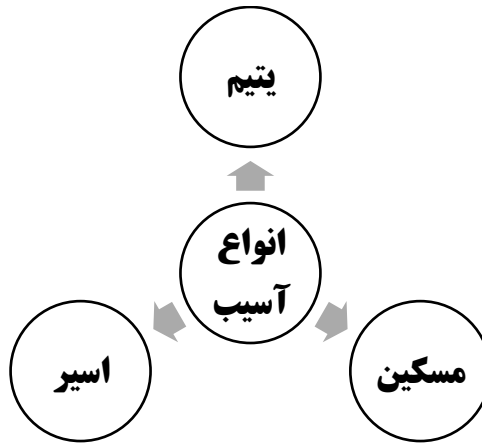 یتیم
انواع
آسیب
مسکین
اسیر